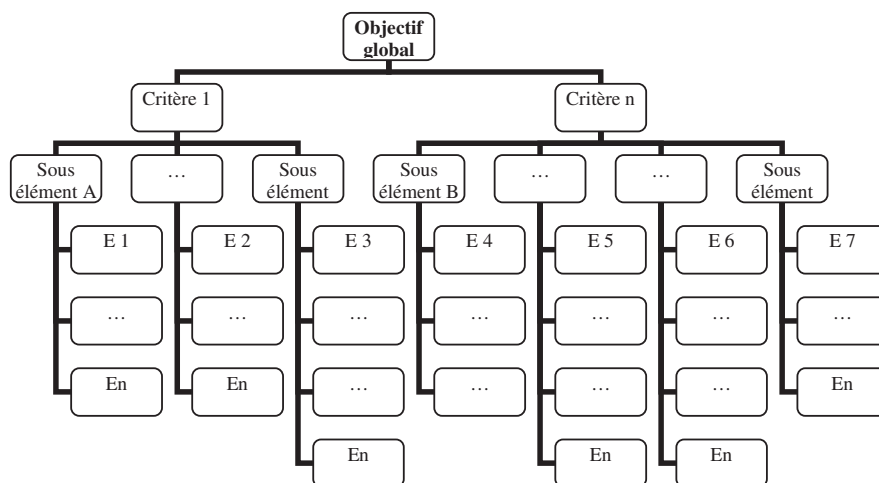 Objectif
global
Critère 1
Critère n
Sous
élément A
…
Sous
élément
Sous
élément B
…
…
Sous
élément
E 1
E 2
E 3
E 4
E 5
E 6
E 7
…
…
…
…
…
…
…
En
En
…
…
…
…
En
En
En
En